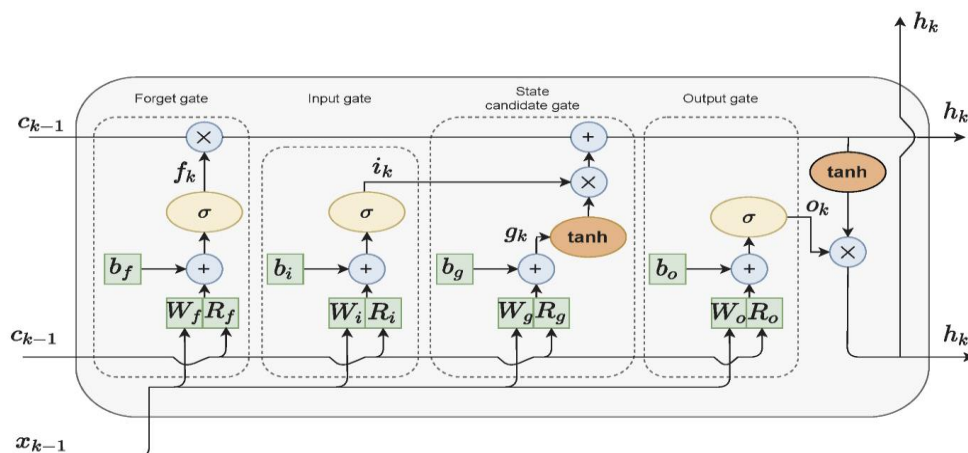 h_k
State
Forget gate Input gate candidate gate Output gate
c_{k-1} × + h_k
f_k i_k × tanh
σ σ g_k tanh σ o_k ×
b_f + b_i + b_g + b_o +
W_f R_f W_i R_i W_g R_g W_o R_o
c_{k-1} h_k
x_{k-1}